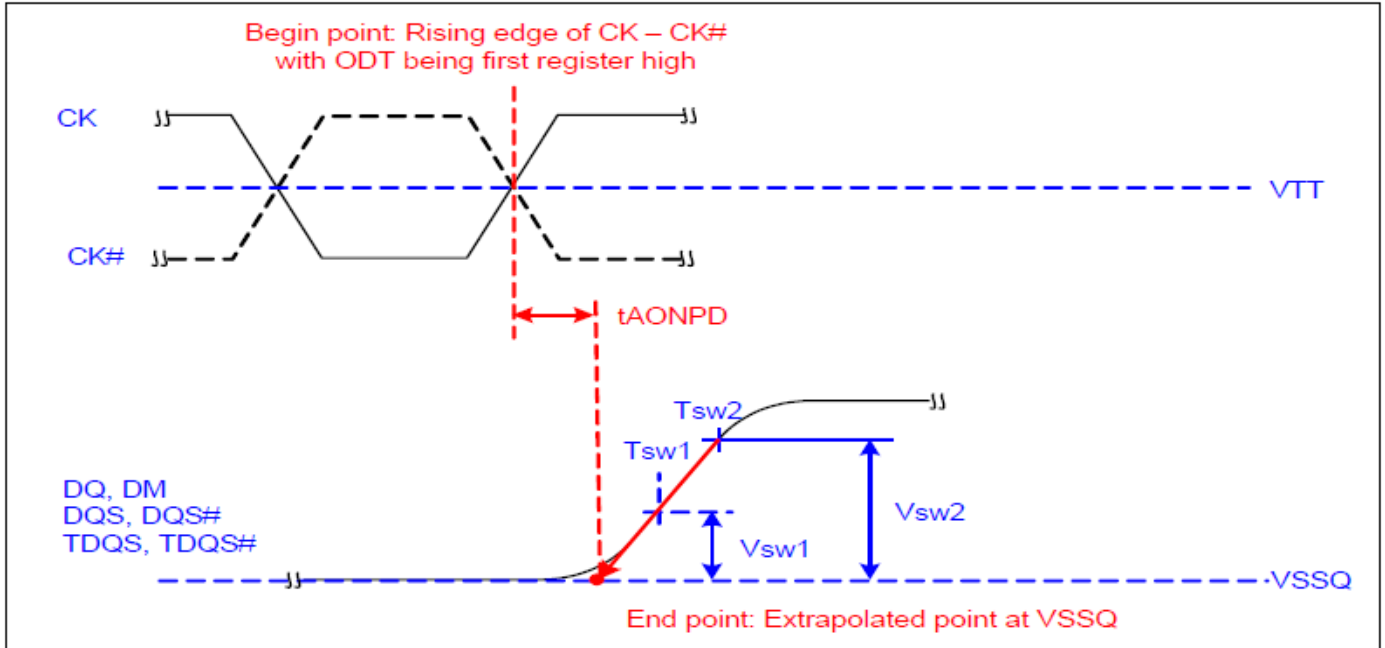 Begin point: Rising edge of CK – CK#
with ODT being first register high
CK
VTT
CK#
tAONPD
Tsw2
Tsw1
DQ, DM
DQS, DQS#
TDQS, TDQS#
Vsw2
Vsw1
VSSQ
End point: Extrapolated point at VSSQ